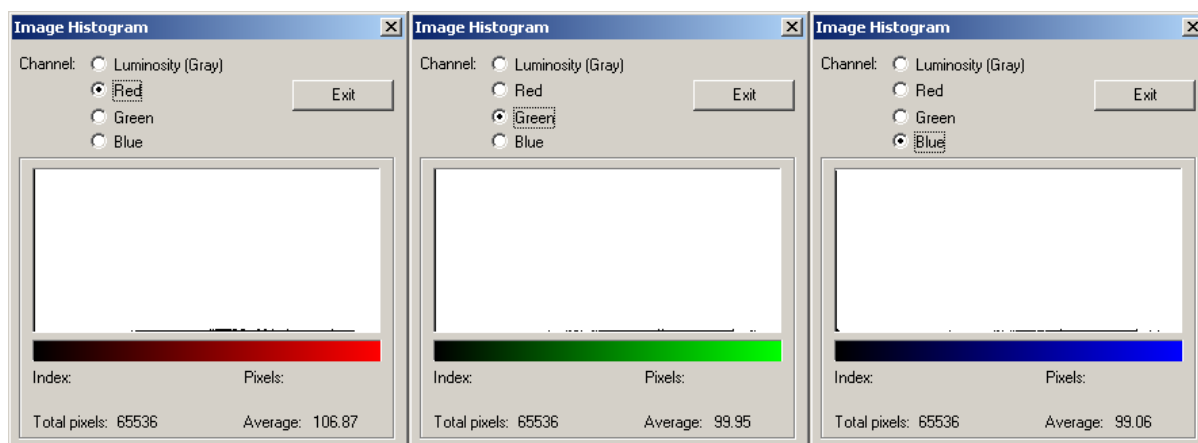 Image Histogram
Channel:
Luminosity (Gray)
Red
Green
Blue
Exit
Index:
Pixels:
Total pixels: 65536
Average: 106.87
Image Histogram
Channel:
Luminosity (Gray)
Red
Green
Blue
Exit
Index:
Pixels:
Total pixels: 65536
Average: 99.95
Image Histogram
Channel:
Luminosity (Gray)
Red
Green
Blue
Exit
Index:
Pixels:
Total pixels: 65536
Average: 99.06